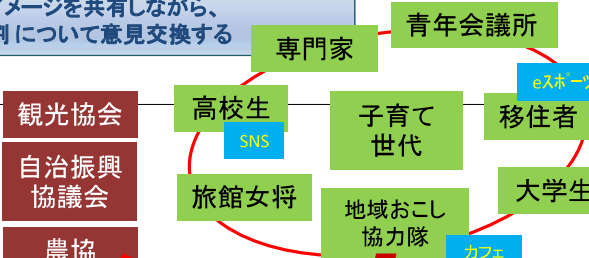 メージを共有しながら、
について意見交換する
専門家
青年会議所
eスポーツ
観光協会
高校生
SNS
子育て
世代
移住者
自治振興
協議会
旅館女将
地域おこし
協力隊
大学生
農協
カフェ